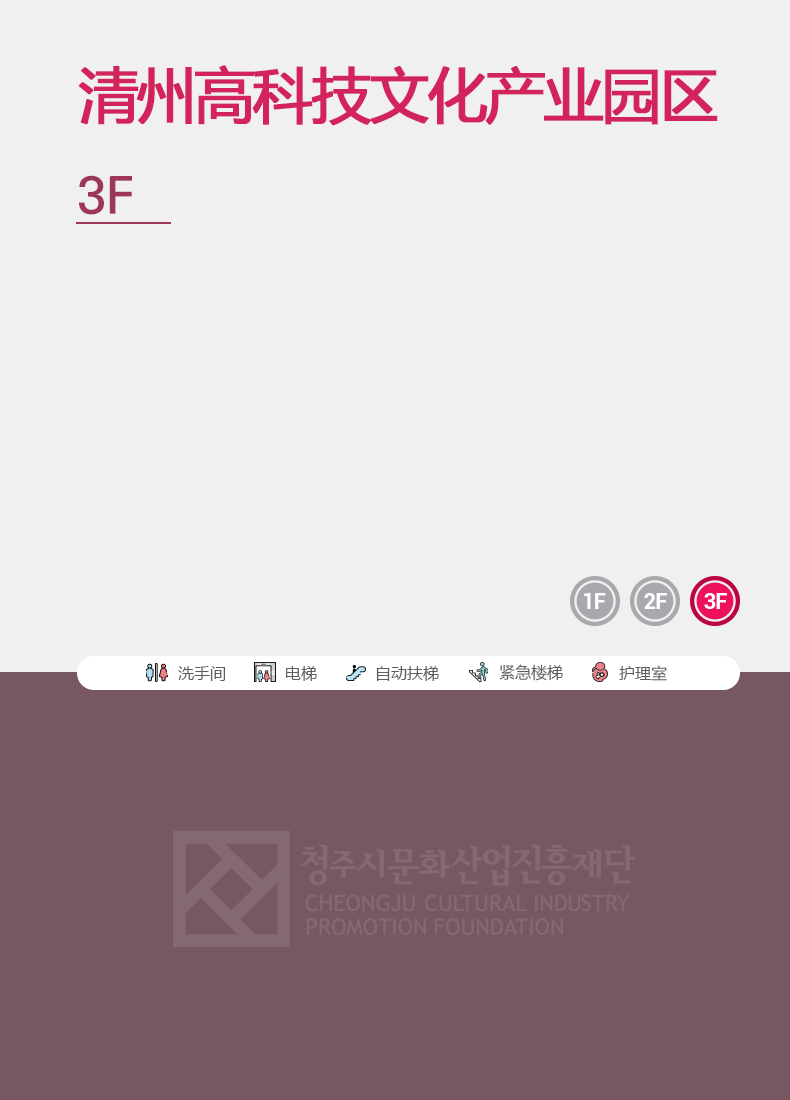 清州高科技文化产业园区
3F
1F 2F 3F
洗手间 电梯 自动扶梯 紧急楼梯 护理室
청주시문화산업진흥재단
CHEONGJU CULTURAL INDUSTRY
PROMOTION FOUNDATION